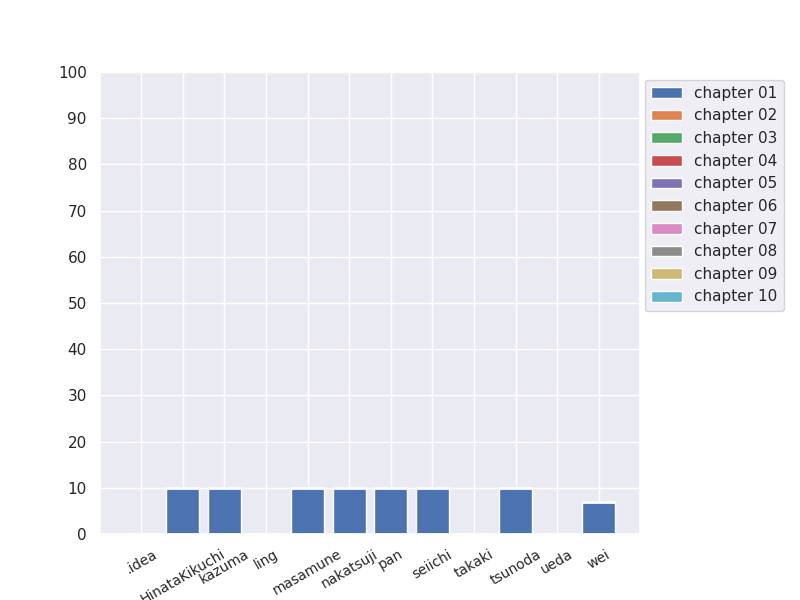 100
90
80
70
60
50
40
30
20
10
0
chapter 01
chapter 02
chapter 03
chapter 04
chapter 05
chapter 06
chapter 07
chapter 08
chapter 09
chapter 10
.idea
HinataKikuchi
kazuma
ling
masamune
nakatsuji
pan
seiichi
takaki
tsunoda
ueda
wei